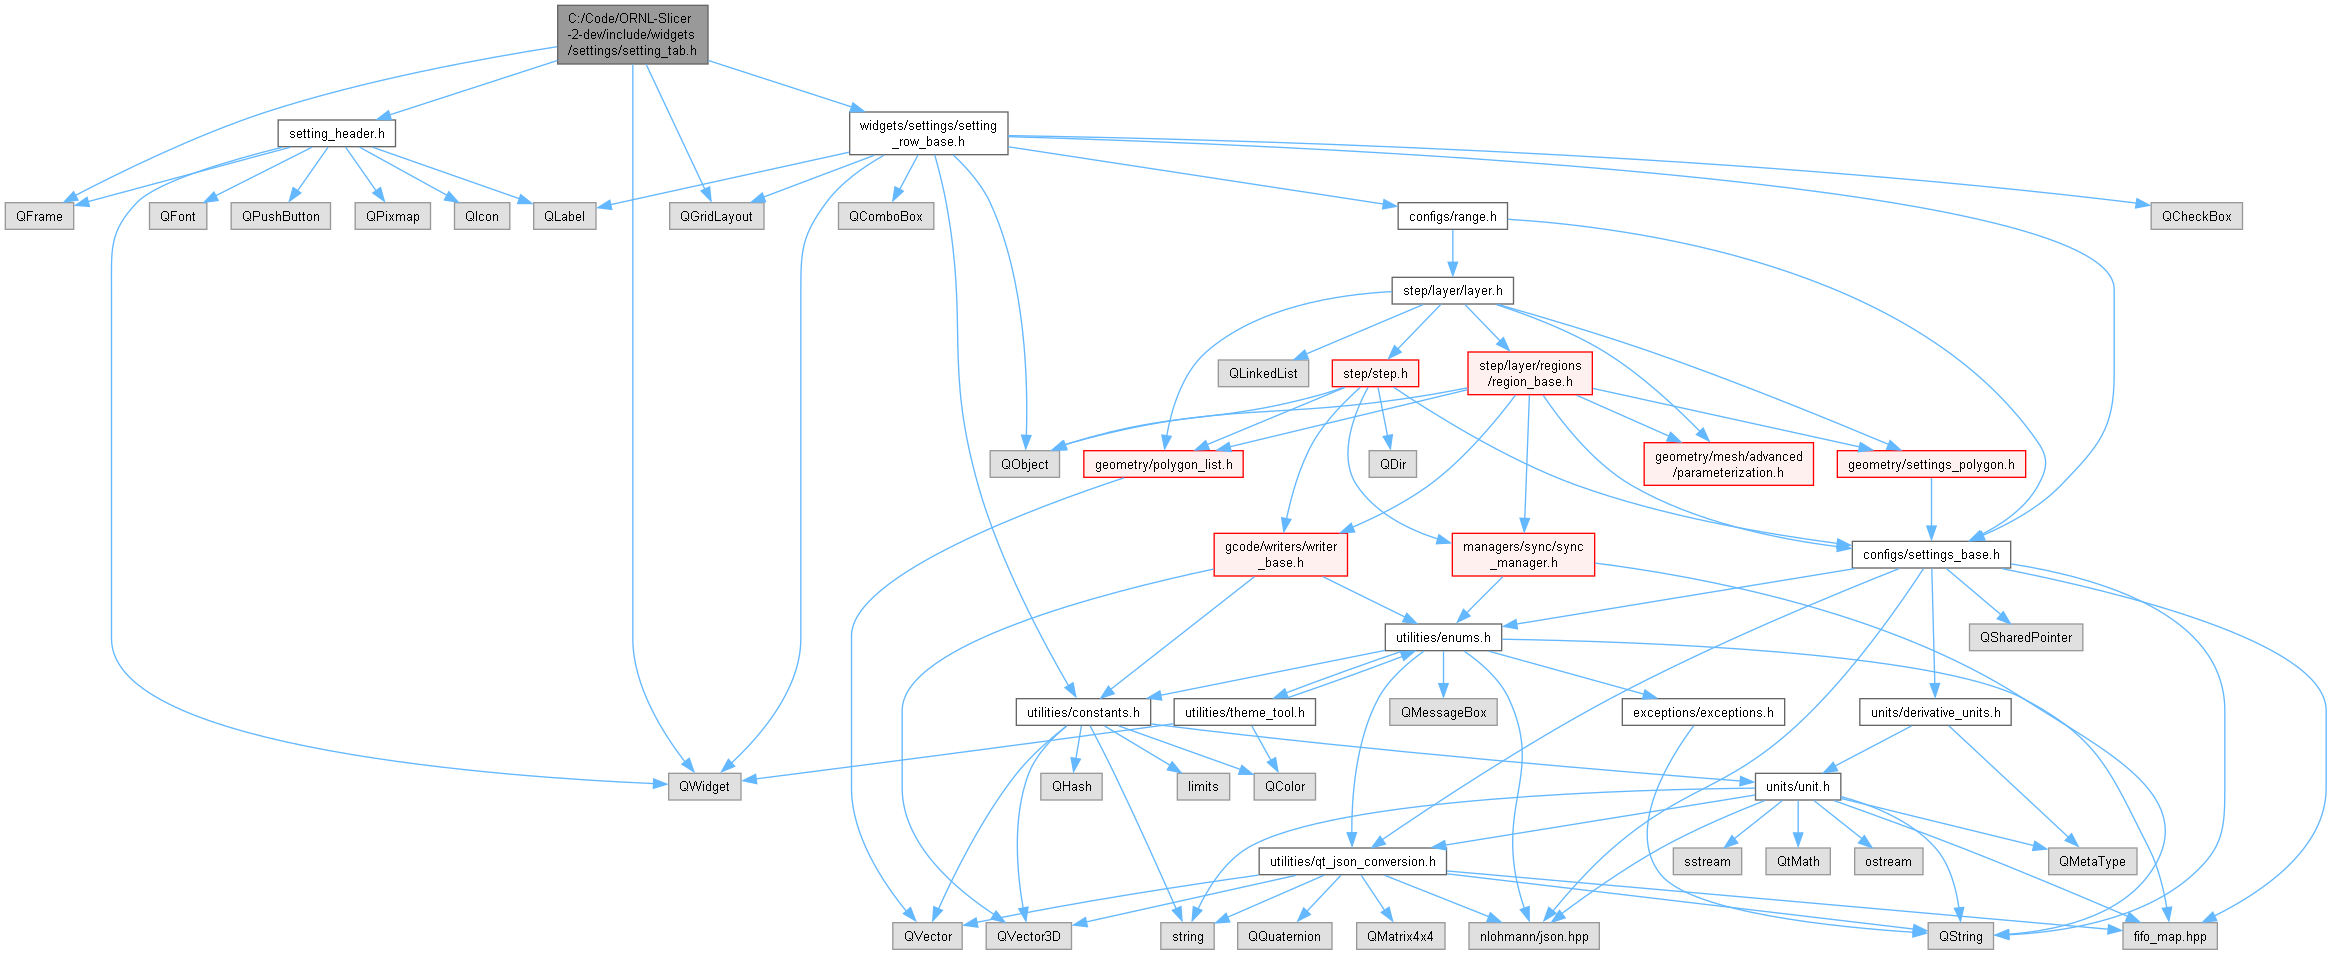 C:/Code/ORNL-Slicer
-2-dev/include/widgets
/settings/setting_tab.h
setting_header.h
widgets/settings/setting
_row_base.h
QFrame
QFont
QPushButton
QPixmap
QIcon
QLabel
QGridLayout
QComboBox
configs/range.h
QCheckBox
step/layer/layer.h
QLinkedList
step/step.h
step/layer/regions
/region_base.h
QObject
geometry/polygon_list.h
QDir
geometry/mesh/advanced
/parameterization.h
geometry/settings_polygon.h
gcode/writers/writer
_base.h
managers/sync/sync
_manager.h
configs/settings_base.h
utilities/enums.h
QSharedPointer
utilities/constants.h
utilities/theme_tool.h
QMessageBox
exceptions/exceptions.h
units/derivative_units.h
QWidget
QHash
limits
QColor
units/unit.h
utilities/qt_json_conversion.h
sstream
QtMath
ostream
QMetaType
QVector
QVector3D
string
QQuaternion
QMatrix4x4
nlohmann/json.hpp
QString
fifo_map.hpp